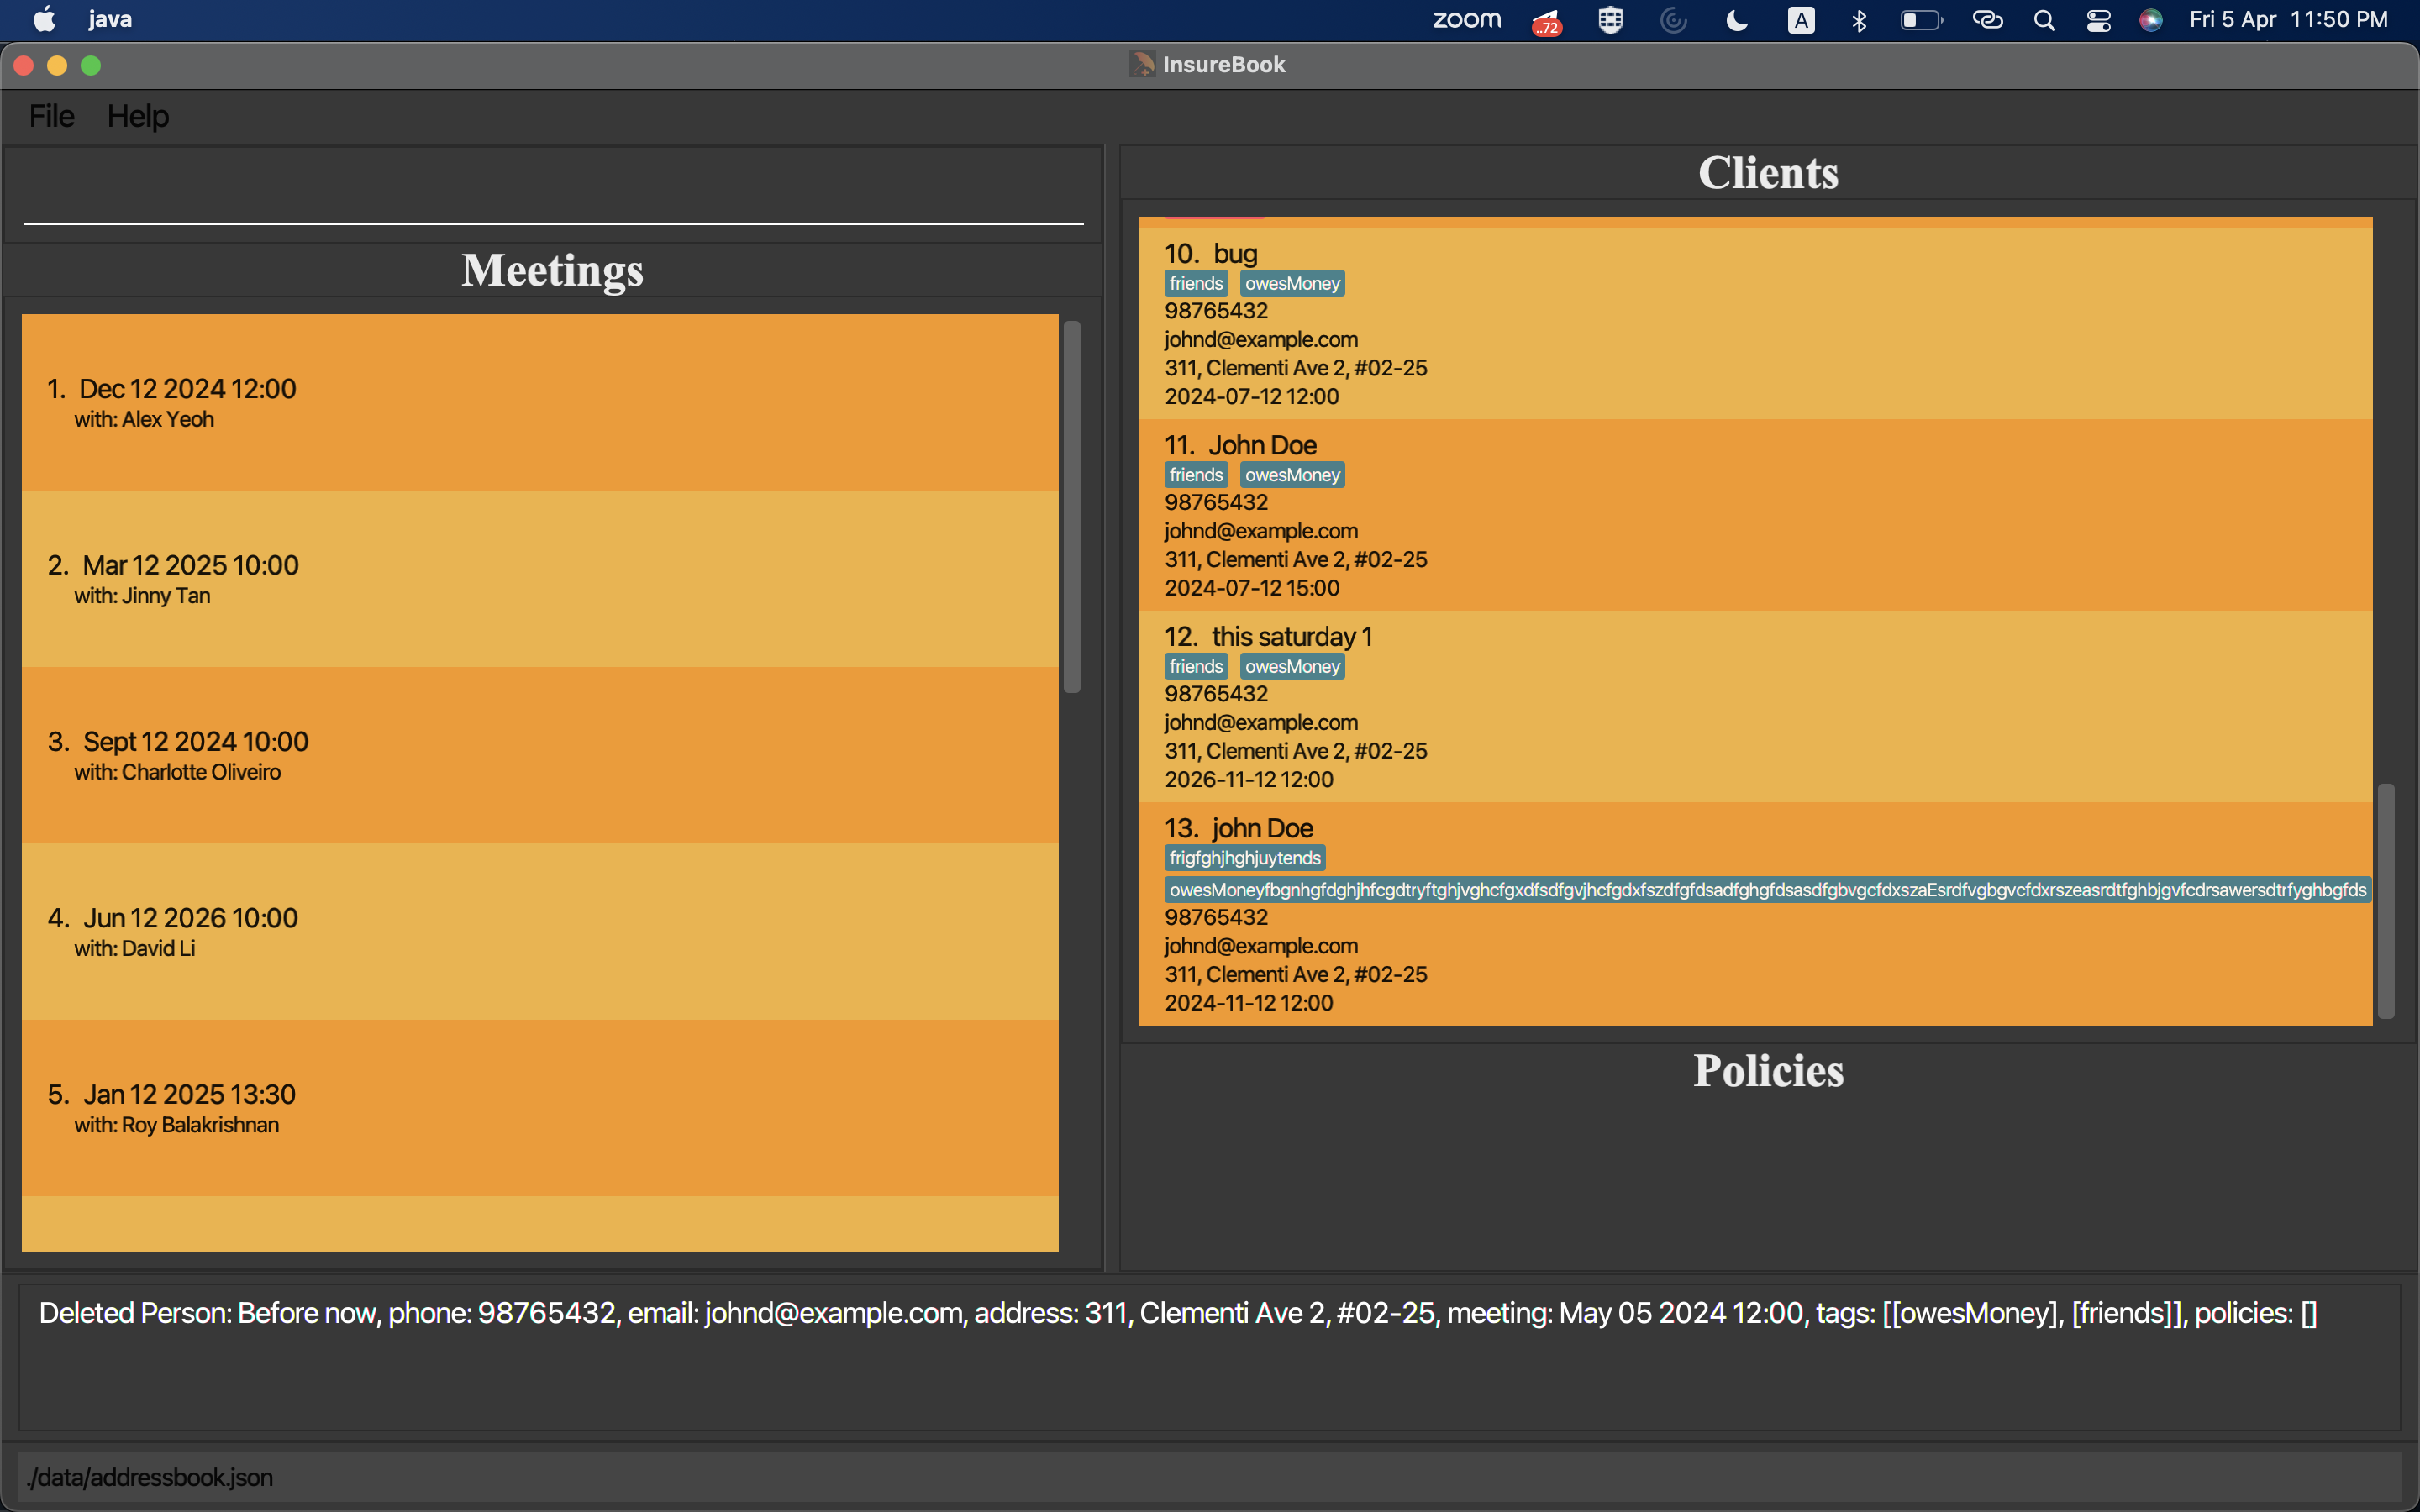 java
zoom
..72
A
Fri 5 Apr 11:50 PM
InsureBook
File Help
Meetings
1. Dec 12 2024 12:00
with: Alex Yeoh
2. Mar 12 2025 10:00
with: Jinny Tan
3. Sept 12 2024 10:00
with: Charlotte Oliveiro
4. Jun 12 2026 10:00
with: David Li
5. Jan 12 2025 13:30
with: Roy Balakrishnan
Clients
10. bug
friends owesMoney
98765432
johnd@example.com
311, Clementi Ave 2, #02-25
2024-07-12 12:00
11. John Doe
friends owesMoney
98765432
johnd@example.com
311, Clementi Ave 2, #02-25
2024-07-12 15:00
12. this saturday 1
friends owesMoney
98765432
johnd@example.com
311, Clementi Ave 2, #02-25
2026-11-12 12:00
13. john Doe
frigfghjhghjuytends
owesMoneyfbgnhgfdghjhfcgdtryftghjvghcfgxdfsdfgvjhcfgdxfszdfgfdsadfghgfdsasdfgbvgcfdxszaEsrdfvgbgvcfdxrszeasrdtfghbjgvfcdrsawersdtrfyghbgfds
98765432
johnd@example.com
311, Clementi Ave 2, #02-25
2024-11-12 12:00
Policies
Deleted Person: Before now, phone: 98765432, email: johnd@example.com, address: 311, Clementi Ave 2, #02-25, meeting: May 05 2024 12:00, tags: [[owesMoney], [friends]], policies: []
./data/addressbook.json